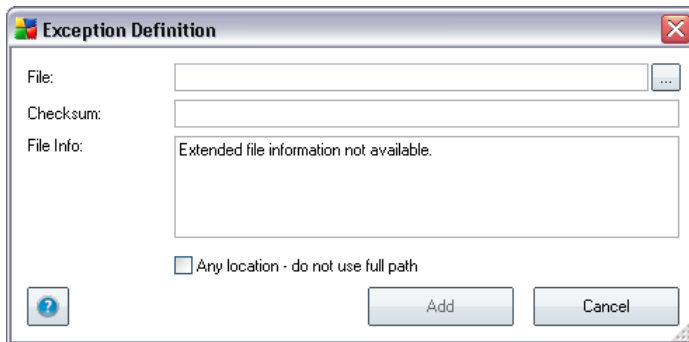 Exception Definition
File:
...
Checksum:
File Info:
Extended file information not available.
Any location - do not use full path
?
Add
Cancel